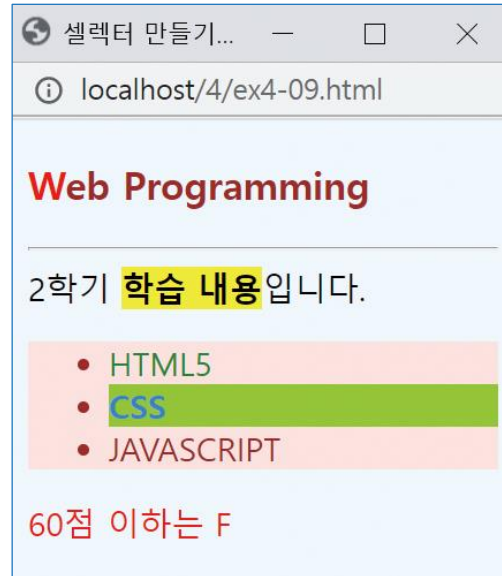 셀렉터 만들기...
localhost/4/ex4-09.html
Web Programming
2학기 학습 내용입니다.
• HTML5
• CSS
• JAVASCRIPT
60점 이하는 F